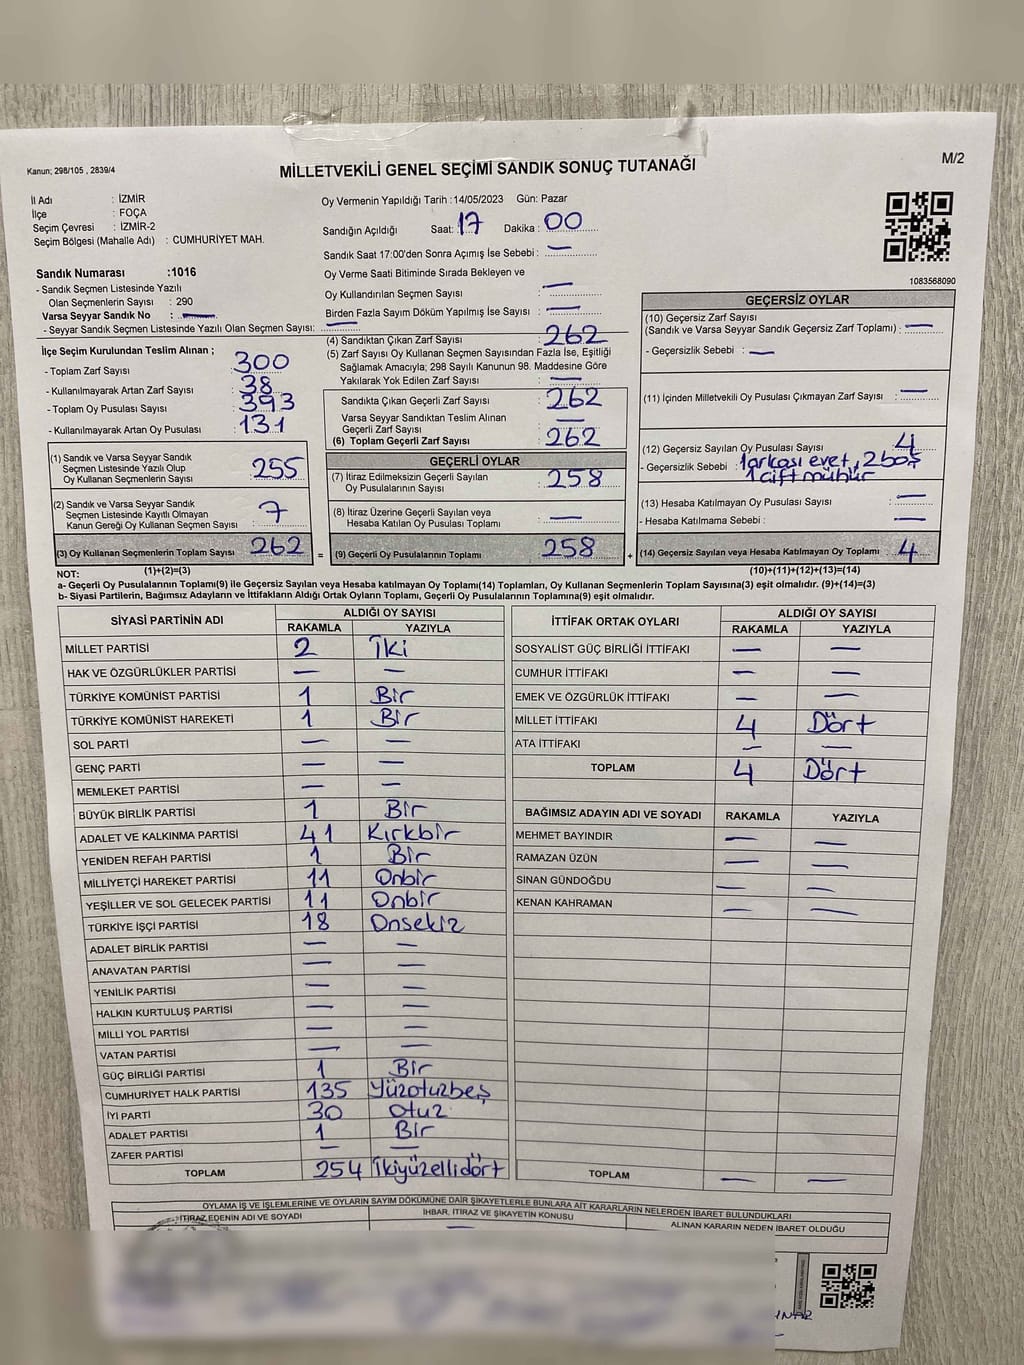 Kanun; 298/105 , 2839/4
MİLLETVEKİLİ GENEL SEÇİMİ SANDIK SONUÇ TUTANAĞI
M/2
İl Adı : İZMİR
İlçe : FOÇA
Seçim Çevresi : İZMİR-2
Seçim Bölgesi (Mahalle Adı) : CUMHURİYET MAH.
Sandık Numarası :1016
- Sandık Seçmen Listesinde Yazılı
Olan Seçmenlerin Sayısı : 290
Varsa Seyyar Sandık No : —
- Seyyar Sandık Seçmen Listesinde Yazılı Olan Seçmen Sayısı: —
Oy Vermenin Yapıldığı Tarih :14/05/2023 Gün: Pazar
Sandığın Açıldığı Saat: 17 Dakika : 00
Sandık Saat 17:00'den Sonra Açımış İse Sebebi : —
Oy Verme Saati Bitiminde Sırada Bekleyen ve
Oy Kullandırılan Seçmen Sayısı : —
Birden Fazla Sayım Döküm Yapılmış İse Sayısı : —
1083568090
İlçe Seçim Kurulundan Teslim Alınan ;
- Toplam Zarf Sayısı : 300
- Kullanılmayarak Artan Zarf Sayısı : 38
- Toplam Oy Pusulası Sayısı : 393
- Kullanılmayarak Artan Oy Pusulası : 131
(1) Sandık ve Varsa Seyyar Sandık
Seçmen Listesinde Yazılı Olup
Oy Kullanan Seçmenlerin Sayısı : 255
(2) Sandık ve Varsa Seyyar Sandık
Seçmen Listesinde Kayıtlı Olmayan
Kanun Gereği Oy Kullanan Seçmen Sayısı : 7
(3) Oy Kullanan Seçmenlerin Toplam Sayısı : 262
(1)+(2)=(3)
(4) Sandıktan Çıkan Zarf Sayısı : 262
(5) Zarf Sayısı Oy Kullanan Seçmen Sayısından Fazla İse, Eşitliği
Sağlamak Amacıyla; 298 Sayılı Kanunun 98. Maddesine Göre
Yakılarak Yok Edilen Zarf Sayısı : —
Sandıkta Çıkan Geçerli Zarf Sayısı : 262
Varsa Seyyar Sandıktan Teslim Alınan
Geçerli Zarf Sayısı : —
(6) Toplam Geçerli Zarf Sayısı : 262
GEÇERLİ OYLAR
(7) İtiraz Edilmeksizin Geçerli Sayılan
Oy Pusulalarının Sayısı : 258
(8) İtiraz Üzerine Geçerli Sayılan veya
Hesaba Katılan Oy Pusulası Toplamı : —
= (9) Geçerli Oy Pusulalarının Toplamı : 258
GEÇERSİZ OYLAR
(10) Geçersiz Zarf Sayısı
(Sandık ve Varsa Seyyar Sandık Geçersiz Zarf Toplamı) : —
- Geçersizlik Sebebi : —
(11) İçinden Milletvekili Oy Pusulası Çıkmayan Zarf Sayısı : —
(12) Geçersiz Sayılan Oy Pusulası Sayısı : 4
- Geçersizlik Sebebi : 1arkası evet, 2boş
1çift mühür
(13) Hesaba Katılmayan Oy Pusulası Sayısı : —
- Hesaba Katılmama Sebebi : —
+ (14) Geçersiz Sayılan veya Hesaba Katılmayan Oy Toplamı : 4
(10)+(11)+(12)+(13)=(14)
NOT:
a- Geçerli Oy Pusulalarının Toplamı(9) ile Geçersiz Sayılan veya Hesaba katılmayan Oy Toplamı(14) Toplamları, Oy Kullanan Seçmenlerin Toplam Sayısına(3) eşit olmalıdır. (9)+(14)=(3)
b- Siyasi Partilerin, Bağımsız Adayların ve İttifakların Aldığı Ortak Oyların Toplamı, Geçerli Oy Pusulalarının Toplamına(9) eşit olmalıdır.
SİYASİ PARTİNİN ADI ALDIĞI OY SAYISI
RAKAMLA YAZIYLA
MİLLET PARTİSİ 2 İki
HAK VE ÖZGÜRLÜKLER PARTİSİ — —
TÜRKİYE KOMÜNİST PARTİSİ 1 Bir
TÜRKİYE KOMÜNİST HAREKETİ 1 Bir
SOL PARTİ — —
GENÇ PARTİ — —
MEMLEKET PARTİSİ — —
BÜYÜK BİRLİK PARTİSİ 1 Bir
ADALET VE KALKINMA PARTİSİ 41 Kırkbir
YENİDEN REFAH PARTİSİ 1 Bir
MİLLİYETÇİ HAREKET PARTİSİ 11 Onbir
YEŞİLLER VE SOL GELECEK PARTİSİ 11 Onbir
TÜRKİYE İŞÇİ PARTİSİ 18 Onsekiz
ADALET BİRLİK PARTİSİ — —
ANAVATAN PARTİSİ — —
YENİLİK PARTİSİ — —
HALKIN KURTULUŞ PARTİSİ — —
MİLLİ YOL PARTİSİ — —
VATAN PARTİSİ — —
GÜÇ BİRLİĞİ PARTİSİ 1 Bir
CUMHURİYET HALK PARTİSİ 135 Yüzotuzbeş
İYİ PARTİ 30 Otuz
ADALET PARTİSİ 1 Bir
ZAFER PARTİSİ — —
TOPLAM 254 İkiyüzellidört
İTTİFAK ORTAK OYLARI ALDIĞI OY SAYISI
RAKAMLA YAZIYLA
SOSYALİST GÜÇ BİRLİĞİ İTTİFAKI — —
CUMHUR İTTİFAKI — —
EMEK VE ÖZGÜRLÜK İTTİFAKI — —
MİLLET İTTİFAKI 4 Dört
ATA İTTİFAKI — —
TOPLAM 4 Dört
BAĞIMSIZ ADAYIN ADI VE SOYADI RAKAMLA YAZIYLA
MEHMET BAYINDIR — —
RAMAZAN ÜZÜN — —
SİNAN GÜNDOĞDU — —
KENAN KAHRAMAN — —
TOPLAM — —
OYLAMA İŞ VE İŞLEMLERİNE VE OYLARIN SAYIM DÖKÜMÜNE DAİR ŞİKAYETLERLE BUNLARA AİT KARARLARIN NELERDEN İBARET BULUNDUKLARI
İTİRAZ EDENİN ADI VE SOYADI İHBAR, İTİRAZ VE ŞİKAYETİN KONUSU ALINAN KARARIN NEDEN İBARET OLDUĞU
—